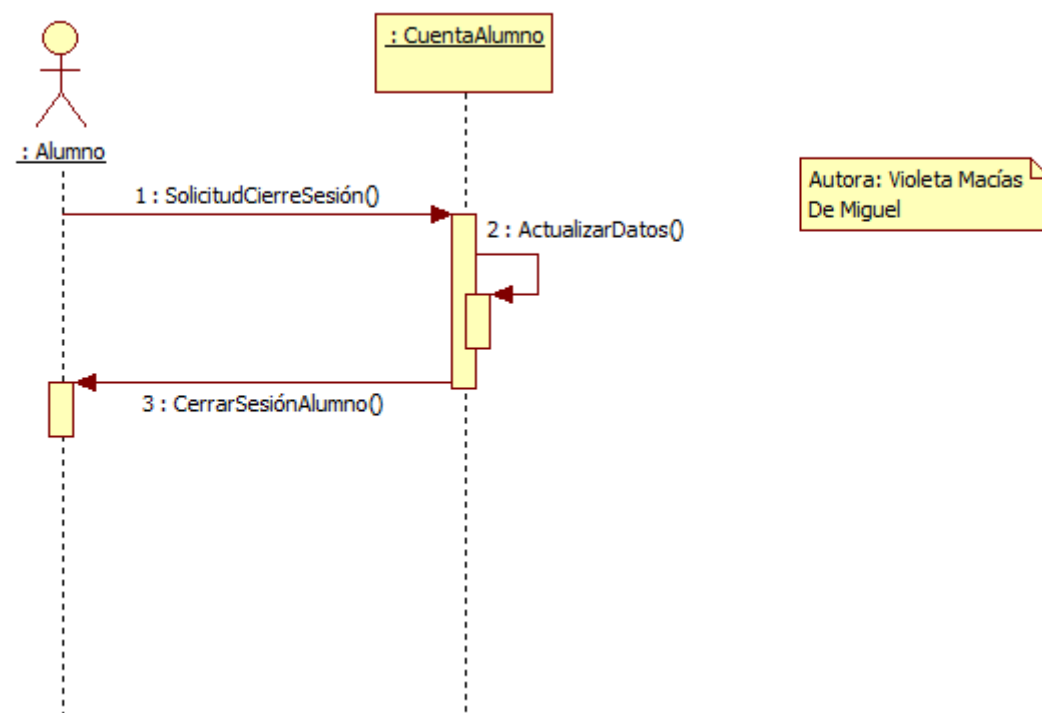 : CuentaAlumno
: Alumno
1 : SolicitudCierreSesión()
2 : ActualizarDatos()
3 : CerrarSesiónAlumno()
Autora: Violeta Macías
De Miguel